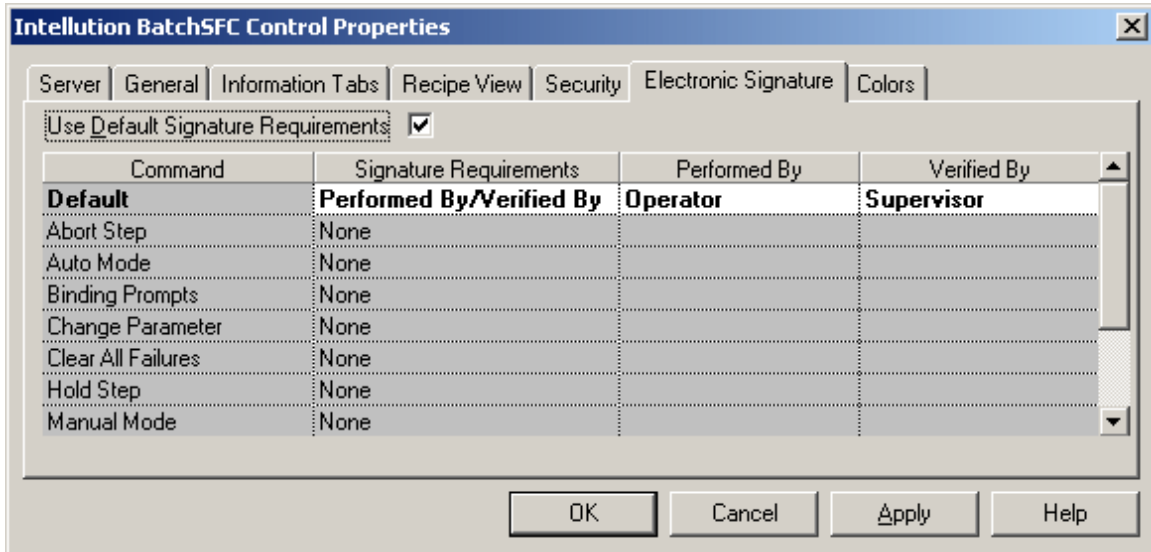 Intellution BatchSFC Control Properties
Server General Information Tabs Recipe View Security Electronic Signature Colors
Use Default Signature Requirements
Command Signature Requirements Performed By Verified By
Default Performed By/Verified By Operator Supervisor
Abort Step None
Auto Mode None
Binding Prompts None
Change Parameter None
Clear All Failures None
Hold Step None
Manual Mode None
OK Cancel Apply Help